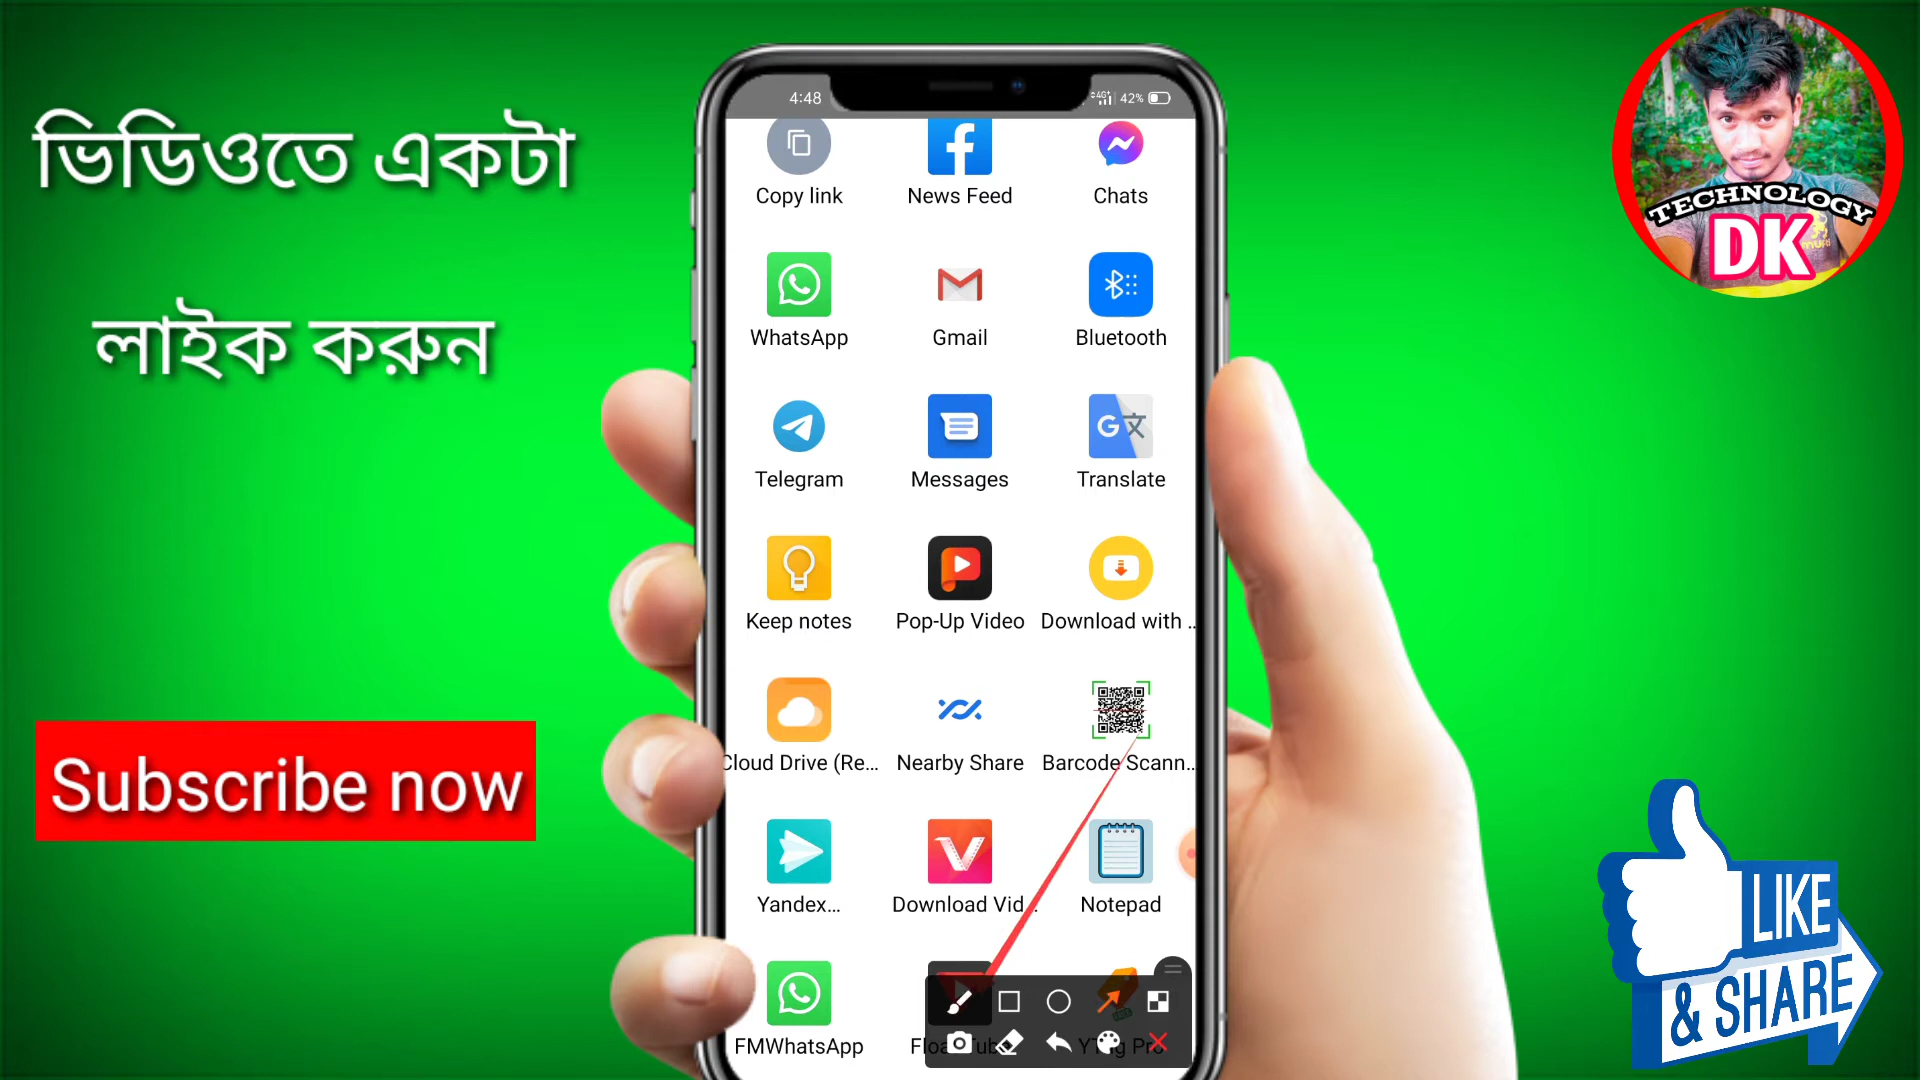 ভিডিওতে একটা
লাইক করুন
Subscribe now
4:48
4G+
42%
Copy link
News Feed
Chats
WhatsApp
Gmail
Bluetooth
Telegram
Messages
Translate
Keep notes
Pop-Up Video
Download with ..
Cloud Drive (Re...
Nearby Share
Barcode Scann..
Yandex...
Download Vid...
Notepad
FMWhatsApp
TECHNOLOGY
DK
LIKE
& SHARE